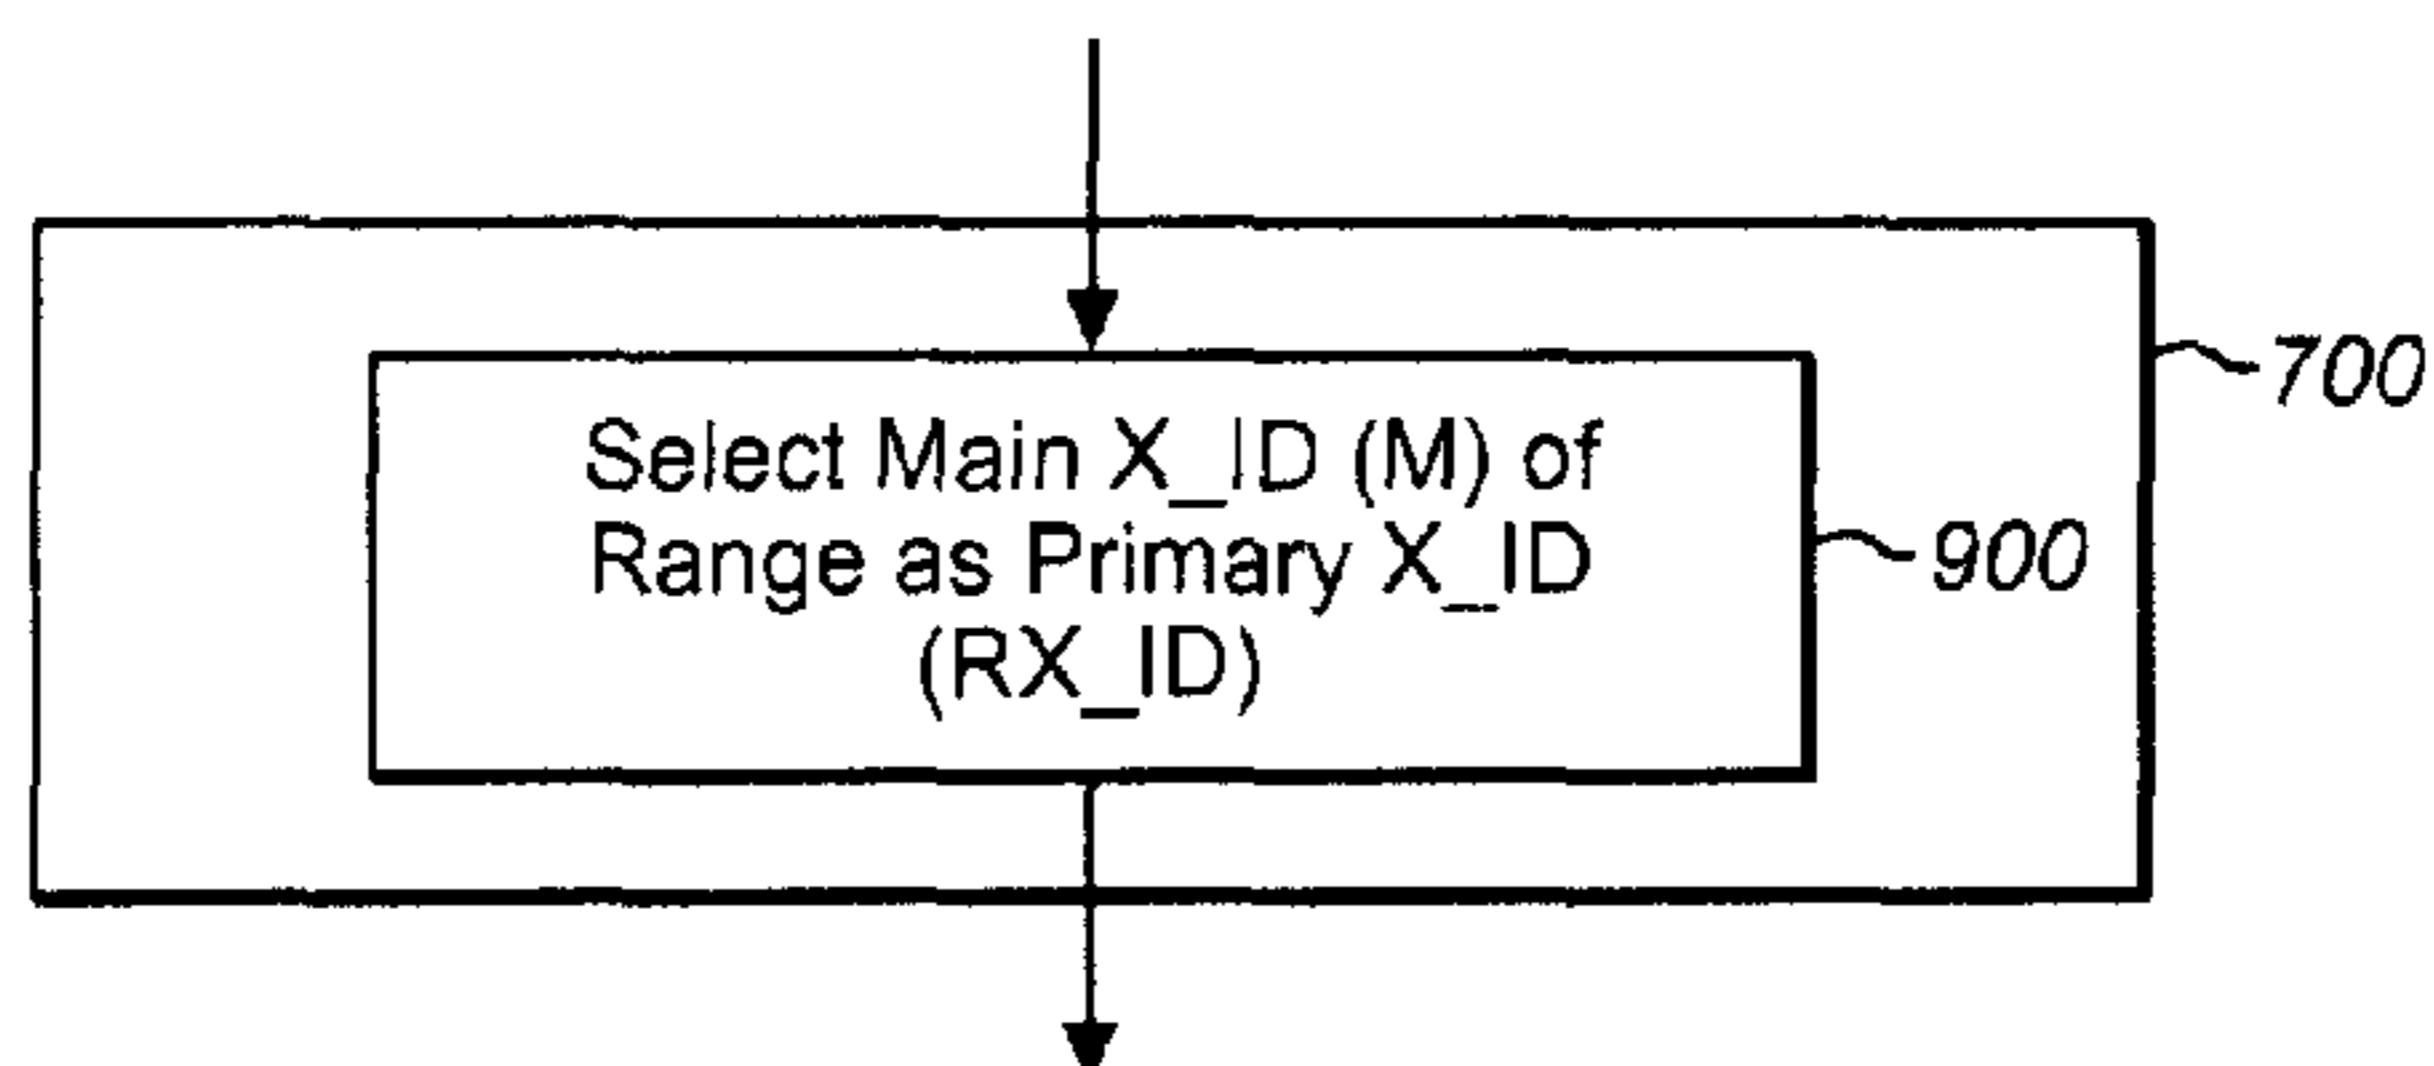 700
Select Main X_ID (M) of
Range as Primary X_ID
(RX_ID)
900